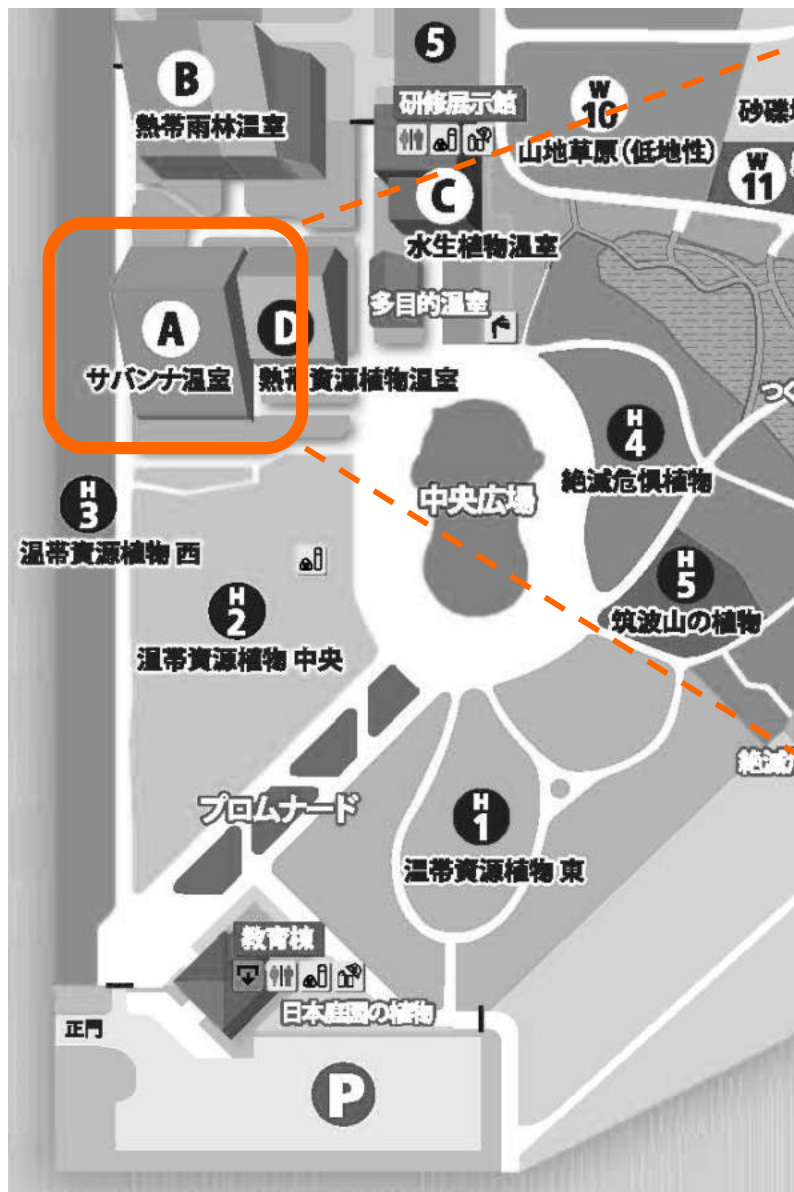 B
熱帯雨林温室
5
研修展示館
W
10
山地草原(低地性)
砂礫
W
11
C
水生植物温室
A
サバンナ温室
D
熱帯資源植物温室
多目的温室
つく
H
4
絶滅危惧植物
中央広場
H
3
温帯資源植物 西
H
5
筑波山の植物
H
2
温帯資源植物 中央
絶滅
プロムナード
H
1
温帯資源植物 東
教育棟
日本庭園の植物
正門
P